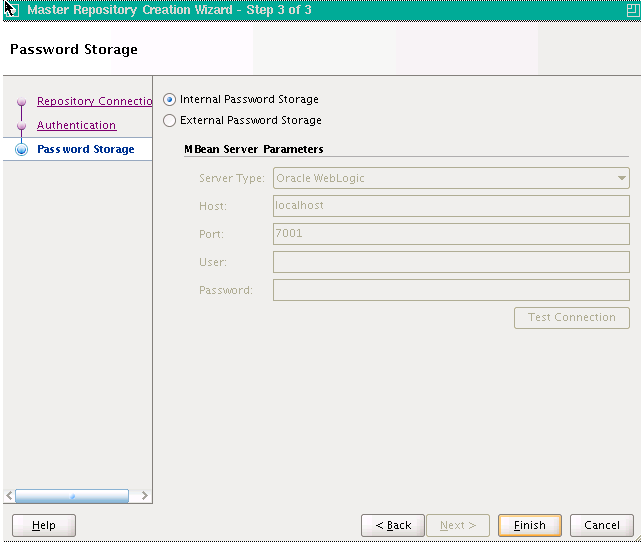 Master Repository Creation Wizard - Step 3 of 3
Password Storage
Repository Connectio
Authentication
Password Storage
Internal Password Storage
External Password Storage
MBean Server Parameters
Server Type: Oracle WebLogic
Host: localhost
Port: 7001
User:
Password:
Test Connection
Help
< Back
Next >
Finish
Cancel